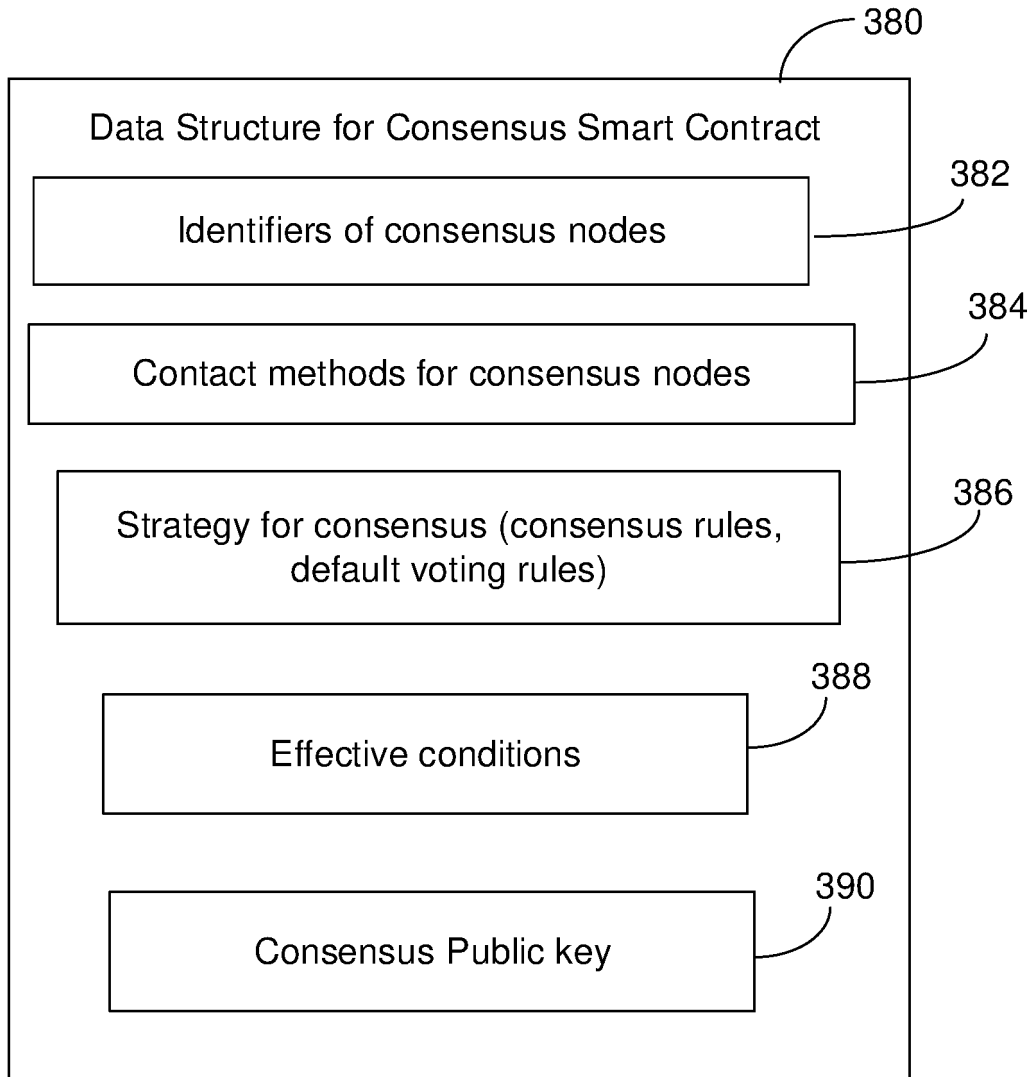 380
Data Structure for Consensus Smart Contract
382
Identifiers of consensus nodes
384
Contact methods for consensus nodes
386
Strategy for consensus (consensus rules,
default voting rules)
388
Effective conditions
390
Consensus Public key